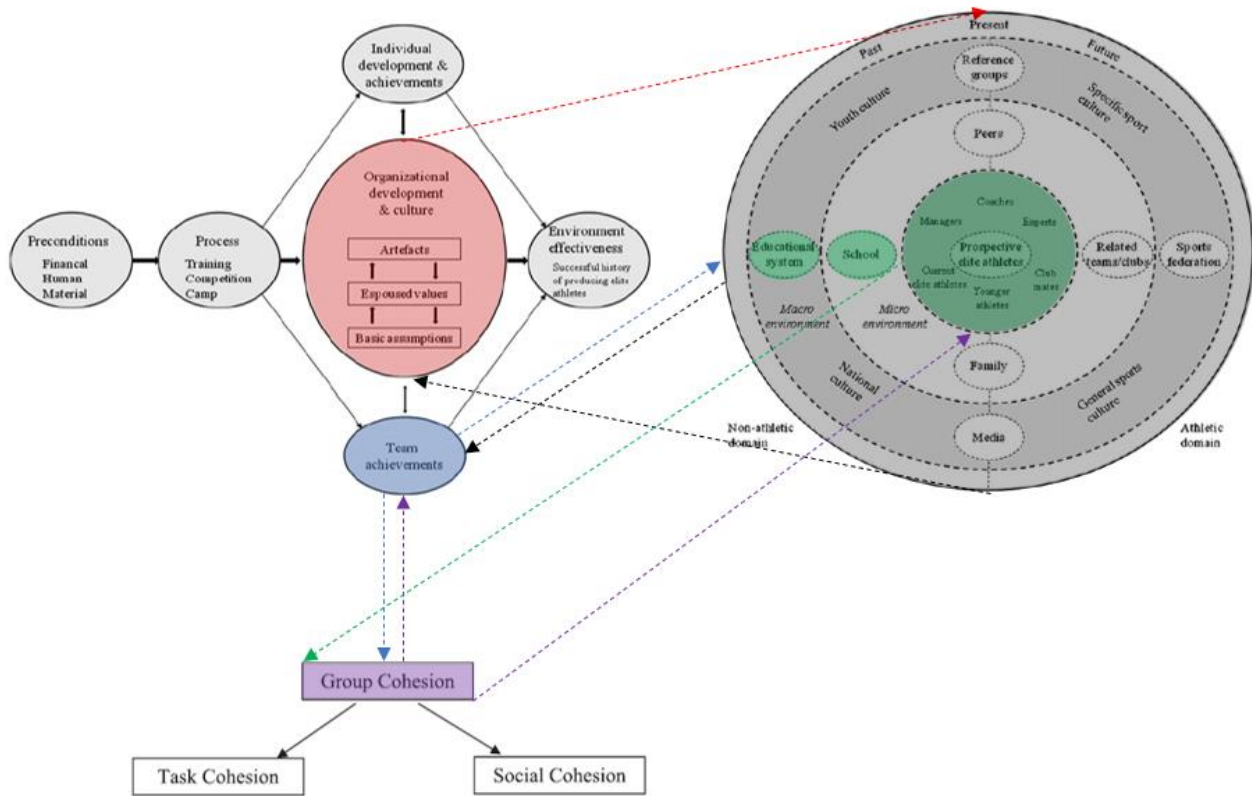 Individual
development &
achievements
Organizational
development
& culture
Artefacts
Espoused values
Basic assumptions
Preconditions
Financal
Human
Material
Process
Training
Competition
Camp
Environment
effectiveness
Successful history
of producing elite
athletes
Team
achievements
Group Cohesion
Task Cohesion
Social Cohesion
Past
Present
Future
Reference
groups
Youth culture
Specific sport
culture
Peers
Coaches
Managers
Experts
Educational
system
School
Prospective
elite athletes
Related
teams/clubs
Sports
federation
Current
elite athletes
Younger
athletes
Club
mates
Macro
environment
Micro
environment
Family
National
culture
General sports
culture
Media
Non-athletic
domain
Athletic
domain